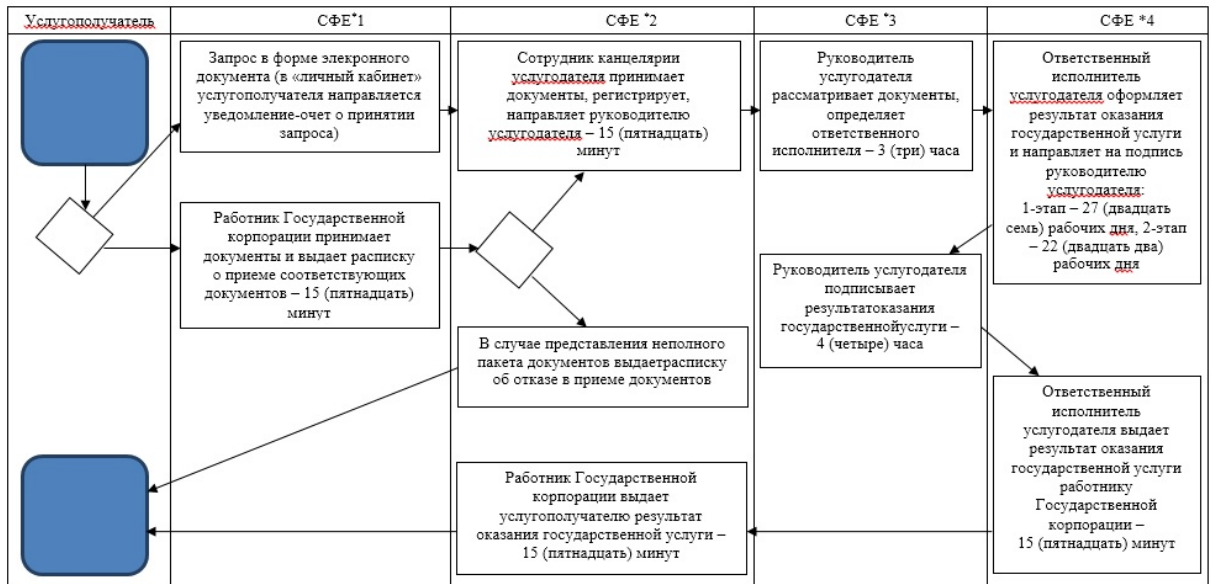 Услугополучатель
СФЕ*1
СФЕ *2
СФЕ *3
СФЕ *4
Запрос в форме элекронного
документа (в «личный кабинет»
услугополучателя направляется
уведомление-очет о принятии
запроса)
Сотрудник канцелярии
услугодателя принимает
документы, регистрирует,
направляет руководителю
услугодателя – 15 (пятнадцать)
минут
Руководитель
услугодателя
рассматривает документы,
определяет
ответственного
исполнителя – 3 (три) часа
Ответственный
исполнитель
услугодателя оформляет
результат оказания
государственной услуги
и направляет на подпись
руководителю
услугодателя:
1-этап – 27 (двадцать
семь) рабочих дня, 2-этап
– 22 (двадцать два)
рабочих дня
Работник Государственной
корпорации принимает
документы и выдает расписку
о приеме соответствующих
документов – 15 (пятнадцать)
минут
Руководитель услугодателя
подписывает
результатоказания
государственнойуслуги –
4 (четыре) часа
В случае представления неполного
пакета документов выдаетрасписку
об отказе в приеме документов
Ответственный
исполнитель
услугодателя выдает
результат оказания
государственной услуги
работнику
Государственной
корпорации –
15 (пятнадцать) минут
Работник Государственной
корпорации выдает
услугополучателю результат
оказания государственной услуги –
15 (пятнадцать) минут